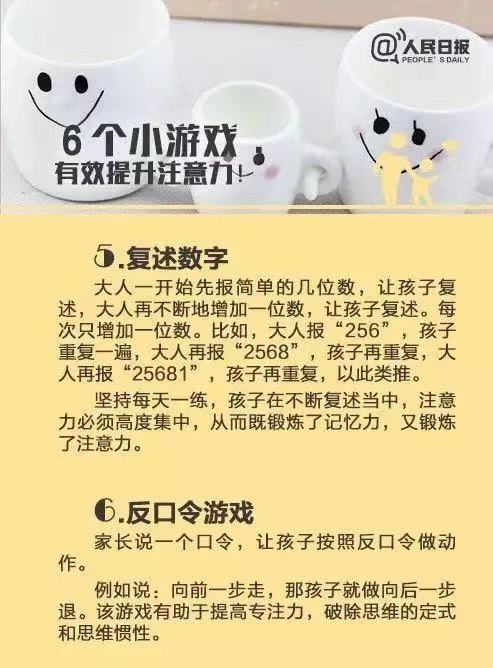 @人民日报
PEOPLE'S DAILY
6个小游戏
有效提升注意力!
5.复述数字
大人一开始先报简单的几位数，让孩子复
述，大人再不断地增加一位数，让孩子复述。每
次只增加一位数。比如，大人报“256”，孩子
重复一遍，大人再报“2568”，孩子再重复，大
人再报“25681”，孩子再重复，以此类推。
坚持每天一练，孩子在不断复述当中，注意
力必须高度集中，从而既锻炼了记忆力，又锻炼
了注意力。
6.反口令游戏
家长说一个口令，让孩子按照反口令做动
作。
例如说：向前一步走，那孩子就做向后一步
退。该游戏有助于提高专注力，破除思维的定式
和思维惯性。